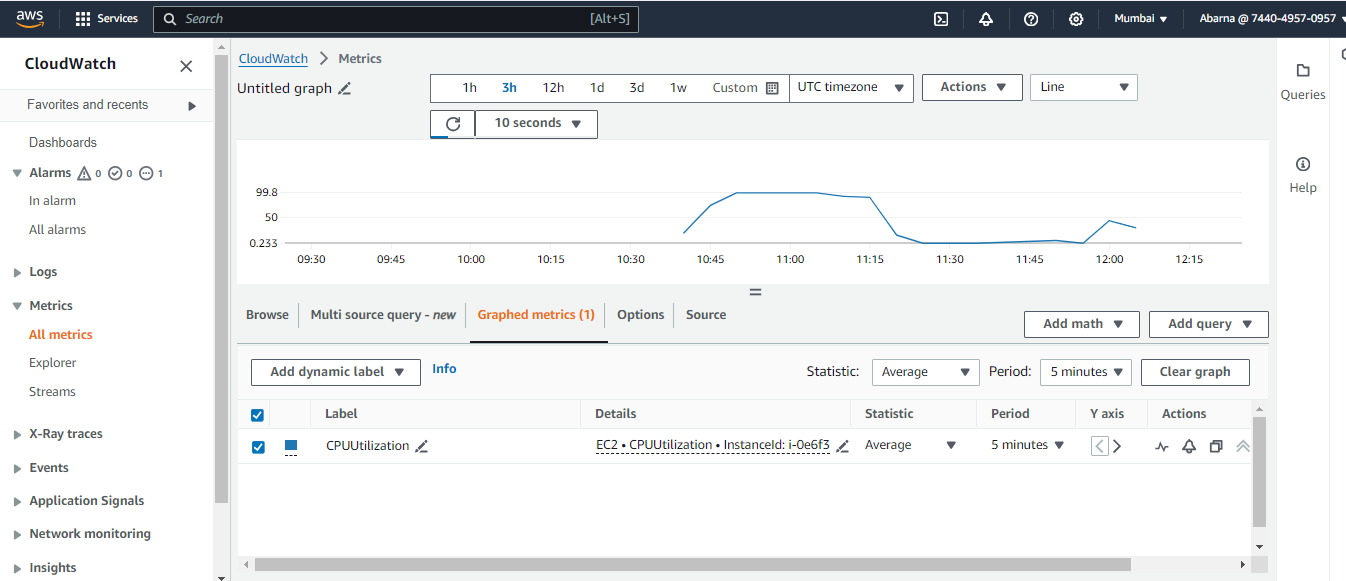 aws Services Search [Alt+S] Mumbai Abarna @ 7440-4957-0957
CloudWatch
Favorites and recents
Dashboards
Alarms 0 0 1
In alarm
All alarms
Logs
Metrics
All metrics
Explorer
Streams
X-Ray traces
Events
Application Signals
Network monitoring
Insights
CloudWatch Metrics
Untitled graph
1h 3h 12h 1d 3d 1w Custom UTC timezone Actions Line
10 seconds
99.8
50
0.233
09:30 09:45 10:00 10:15 10:30 10:45 11:00 11:15 11:30 11:45 12:00 12:15
Browse Multi source query - new Graphed metrics (1) Options Source
Add math Add query
Add dynamic label Info Statistic: Average Period: 5 minutes Clear graph
Label Details Statistic Period Y axis Actions
CPUUtilization EC2 • CPUUtilization • InstanceId: i-0e6f3 Average 5 minutes
Queries
Help